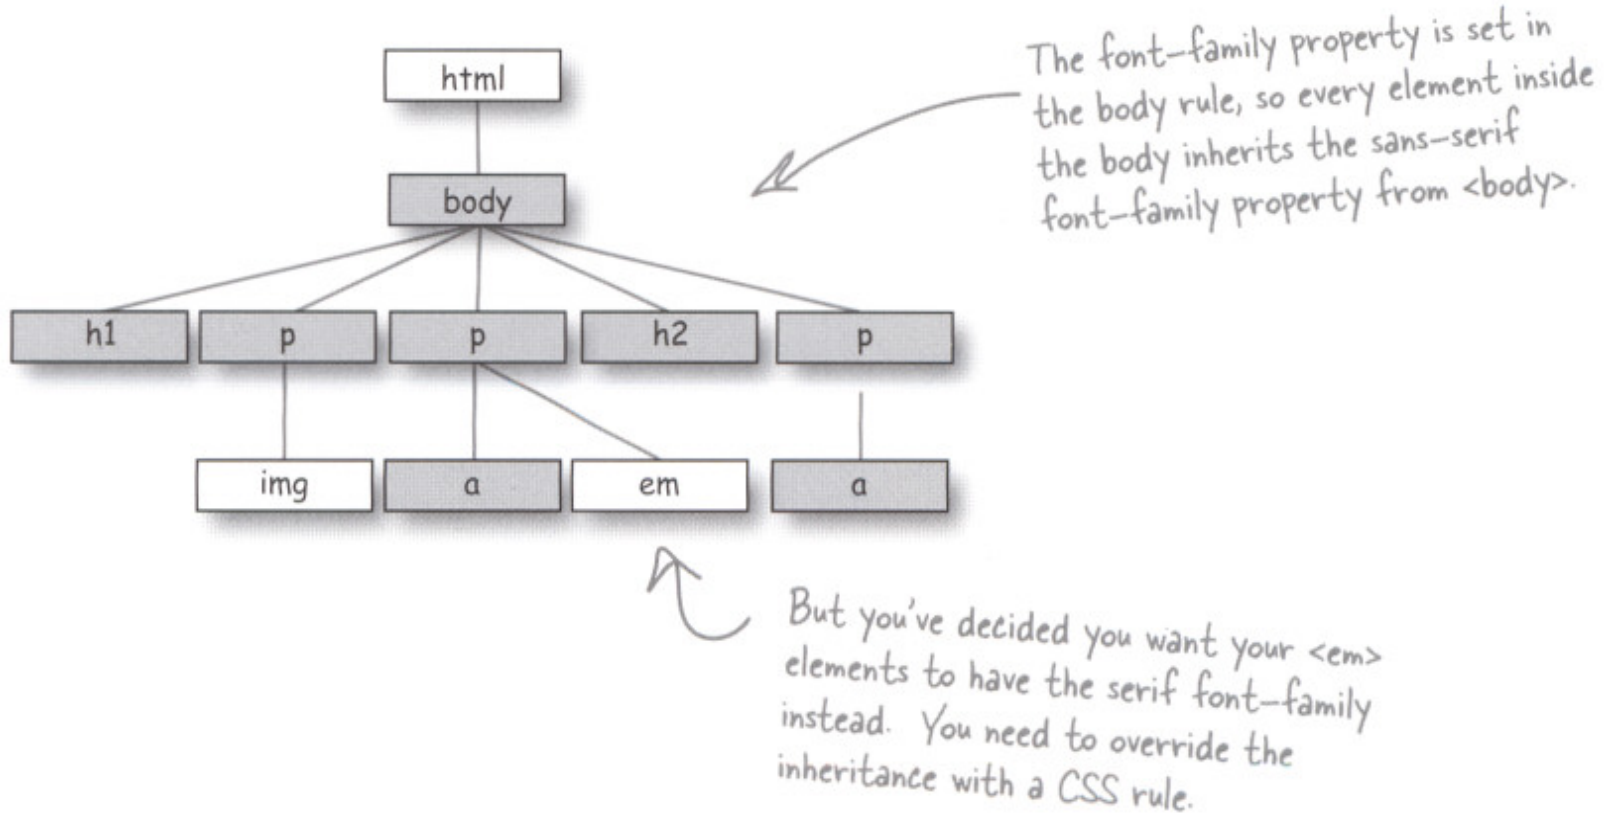 html
The font-family property is set in
the body rule, so every element inside
the body inherits the sans-serif
font-family property from <body>.
body
h1 p p h2 p
img a em a
But you've decided you want your <em>
elements to have the serif font-family
instead. You need to override the
inheritance with a CSS rule.